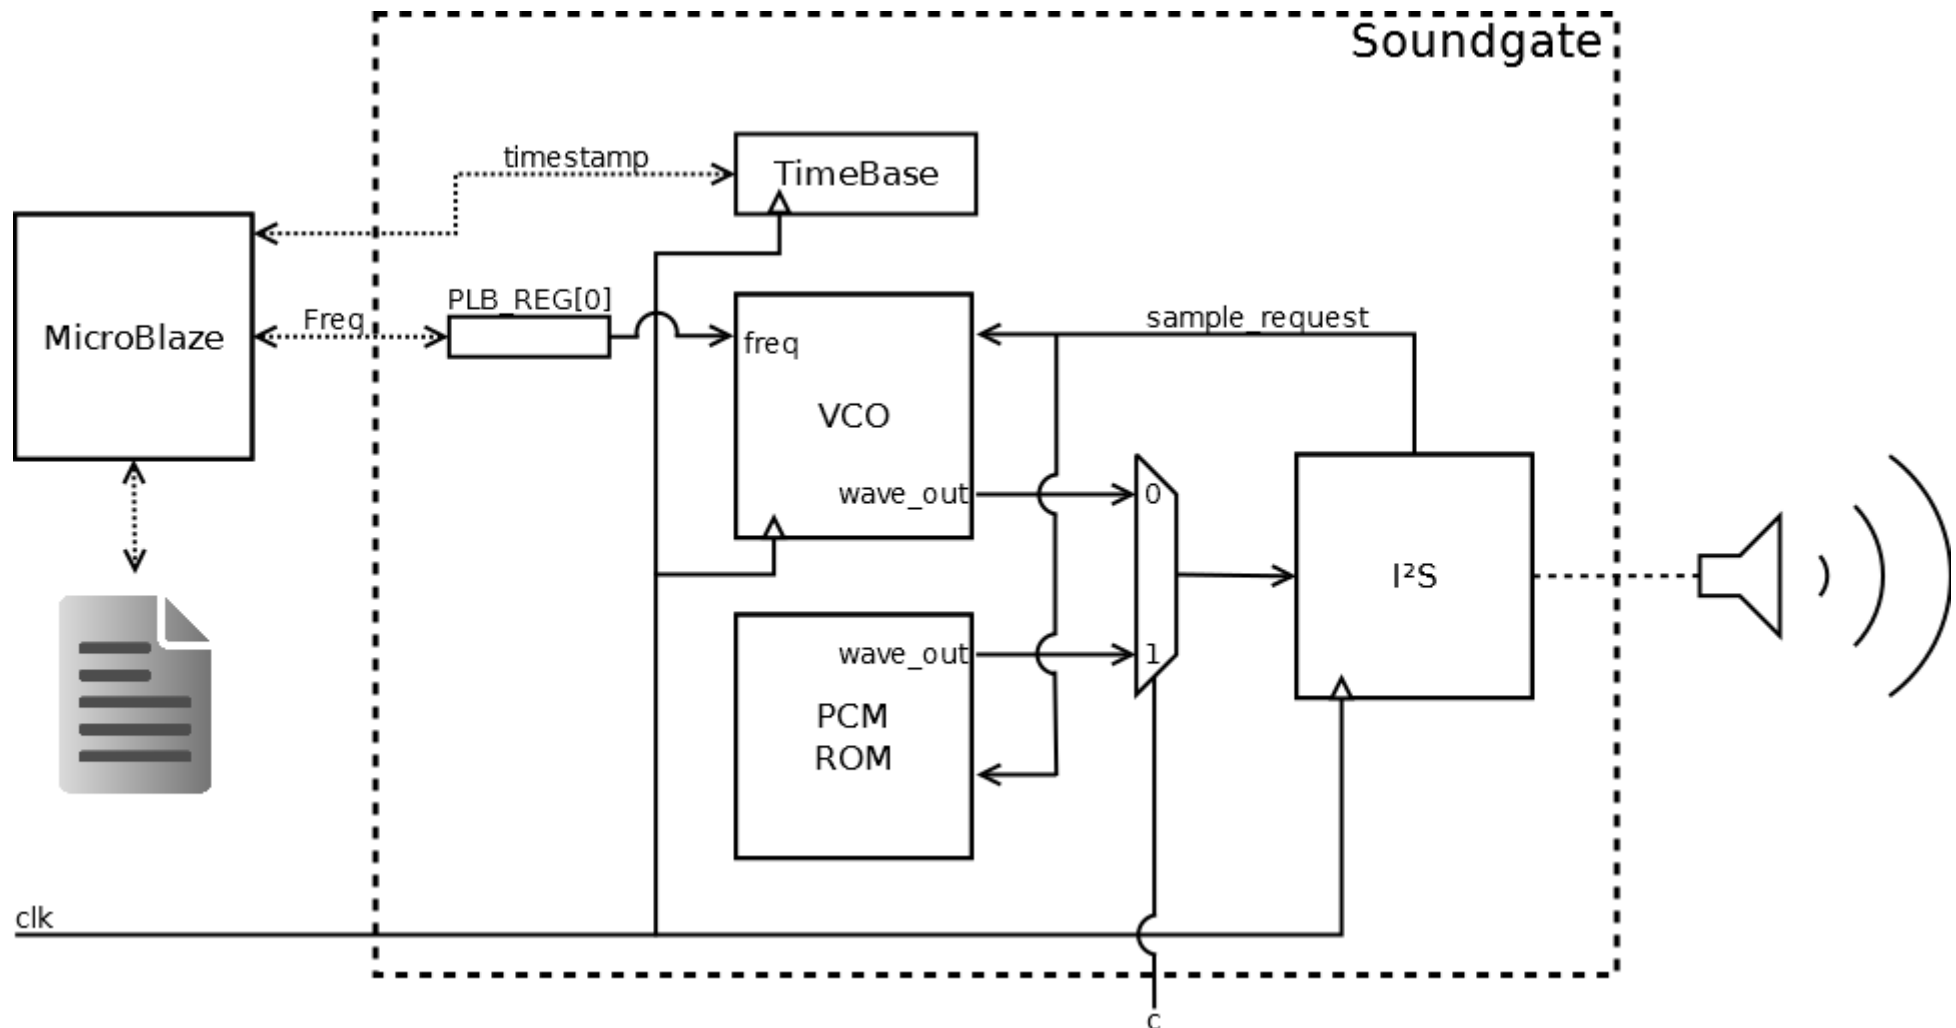 Soundgate
timestamp
TimeBase
MicroBlaze
Freq
PLB_REG[0]
freq
VCO
wave_out
sample_request
0
I²S
wave_out
1
PCM
ROM
clk
c